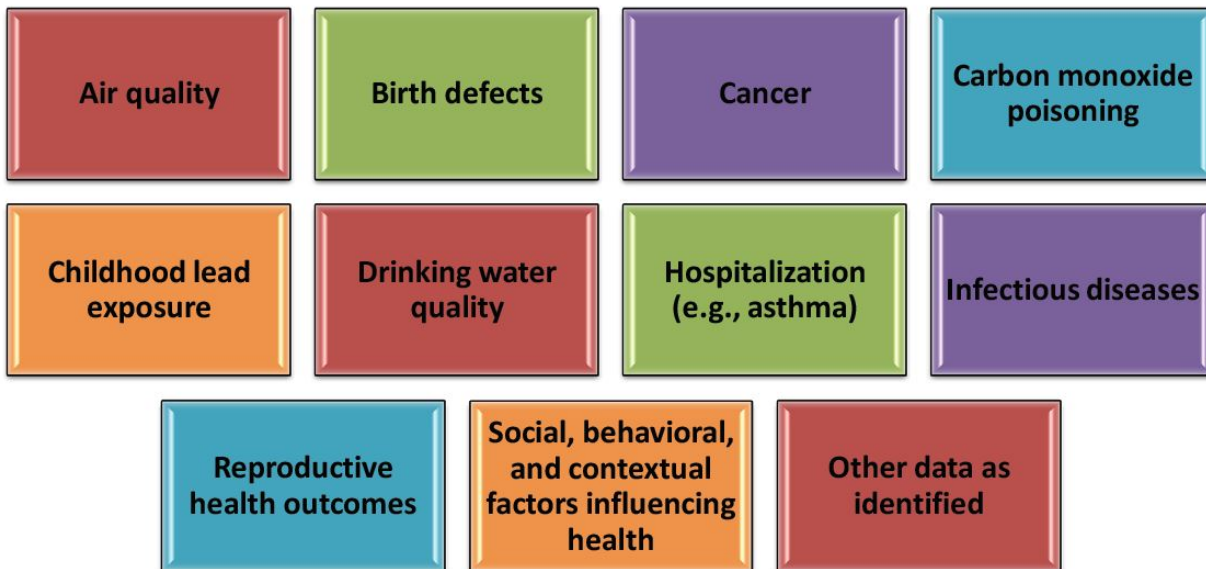 Air quality
Birth defects
Cancer
Carbon monoxide
poisoning
Childhood lead
exposure
Drinking water
quality
Hospitalization
(e.g., asthma)
Infectious diseases
Reproductive
health outcomes
Social, behavioral,
and contextual
factors influencing
health
Other data as
identified